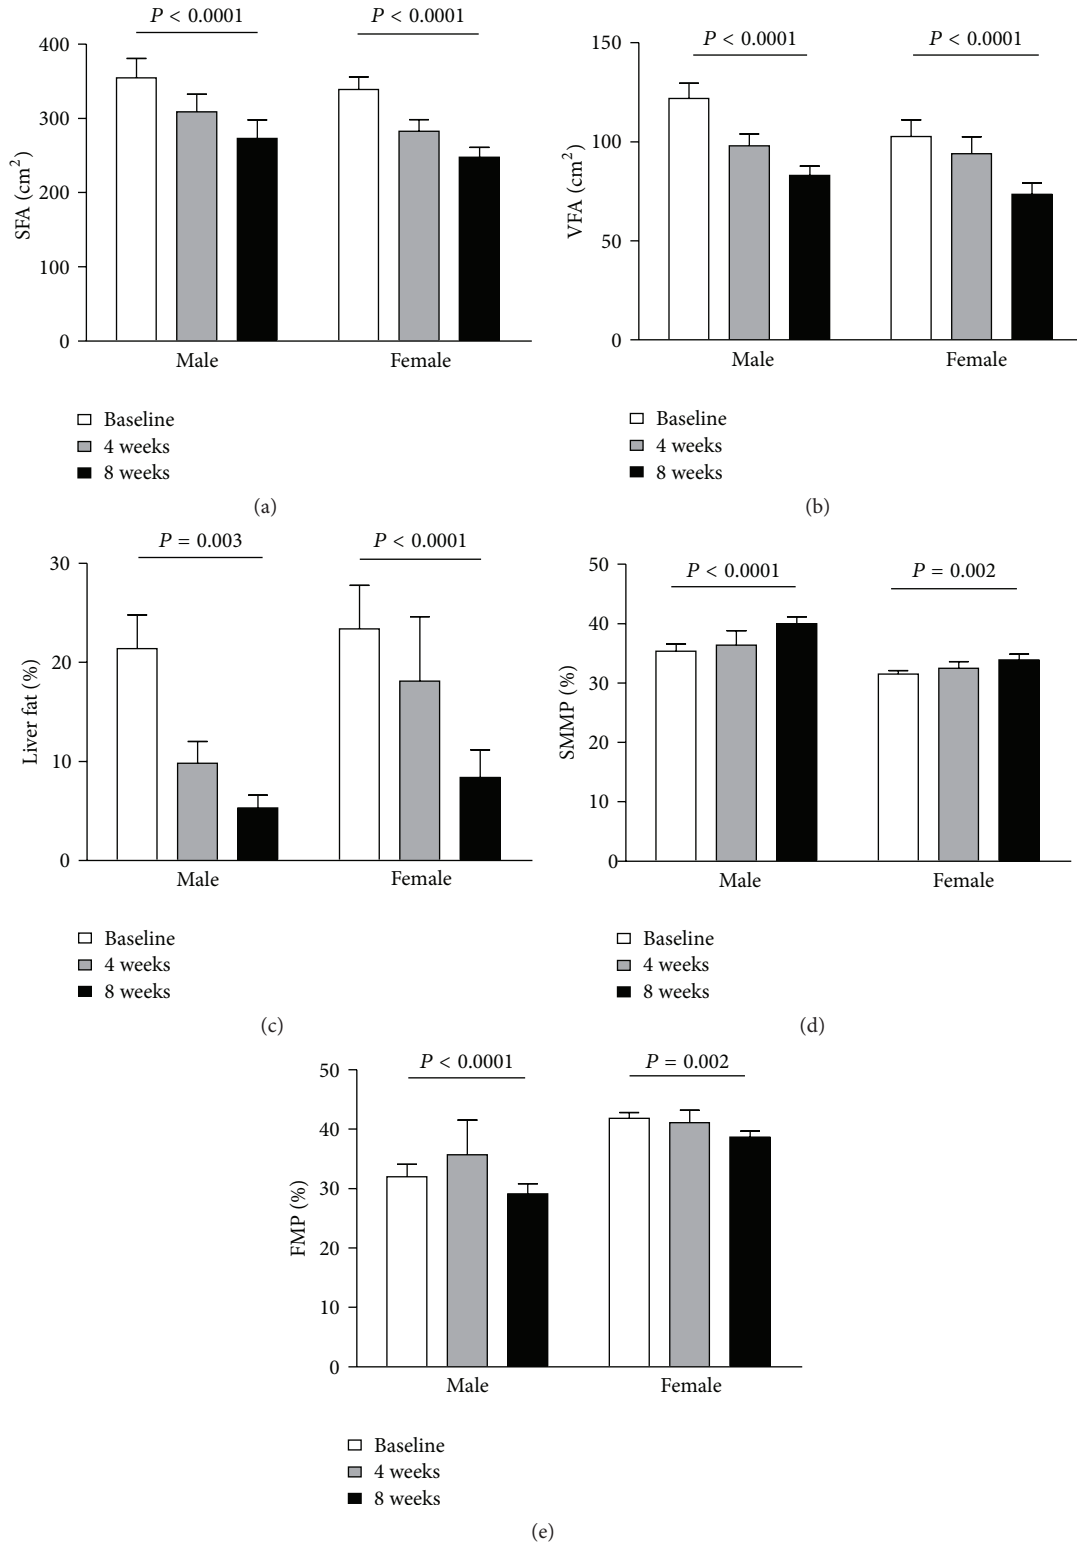 P < 0.0001
P < 0.0001
400
300
200
100
0
SFA (cm²)
Male
Female
Baseline
4 weeks
8 weeks
(a)
P < 0.0001
P < 0.0001
150
100
50
0
VFA (cm²)
Male
Female
Baseline
4 weeks
8 weeks
(b)
P = 0.003
P < 0.0001
30
20
10
0
Liver fat (%)
Male
Female
Baseline
4 weeks
8 weeks
(c)
P < 0.0001
P = 0.002
50
40
30
20
10
0
SMMP (%)
Male
Female
Baseline
4 weeks
8 weeks
(d)
P < 0.0001
P = 0.002
50
40
30
20
10
0
FMP (%)
Male
Female
Baseline
4 weeks
8 weeks
(e)